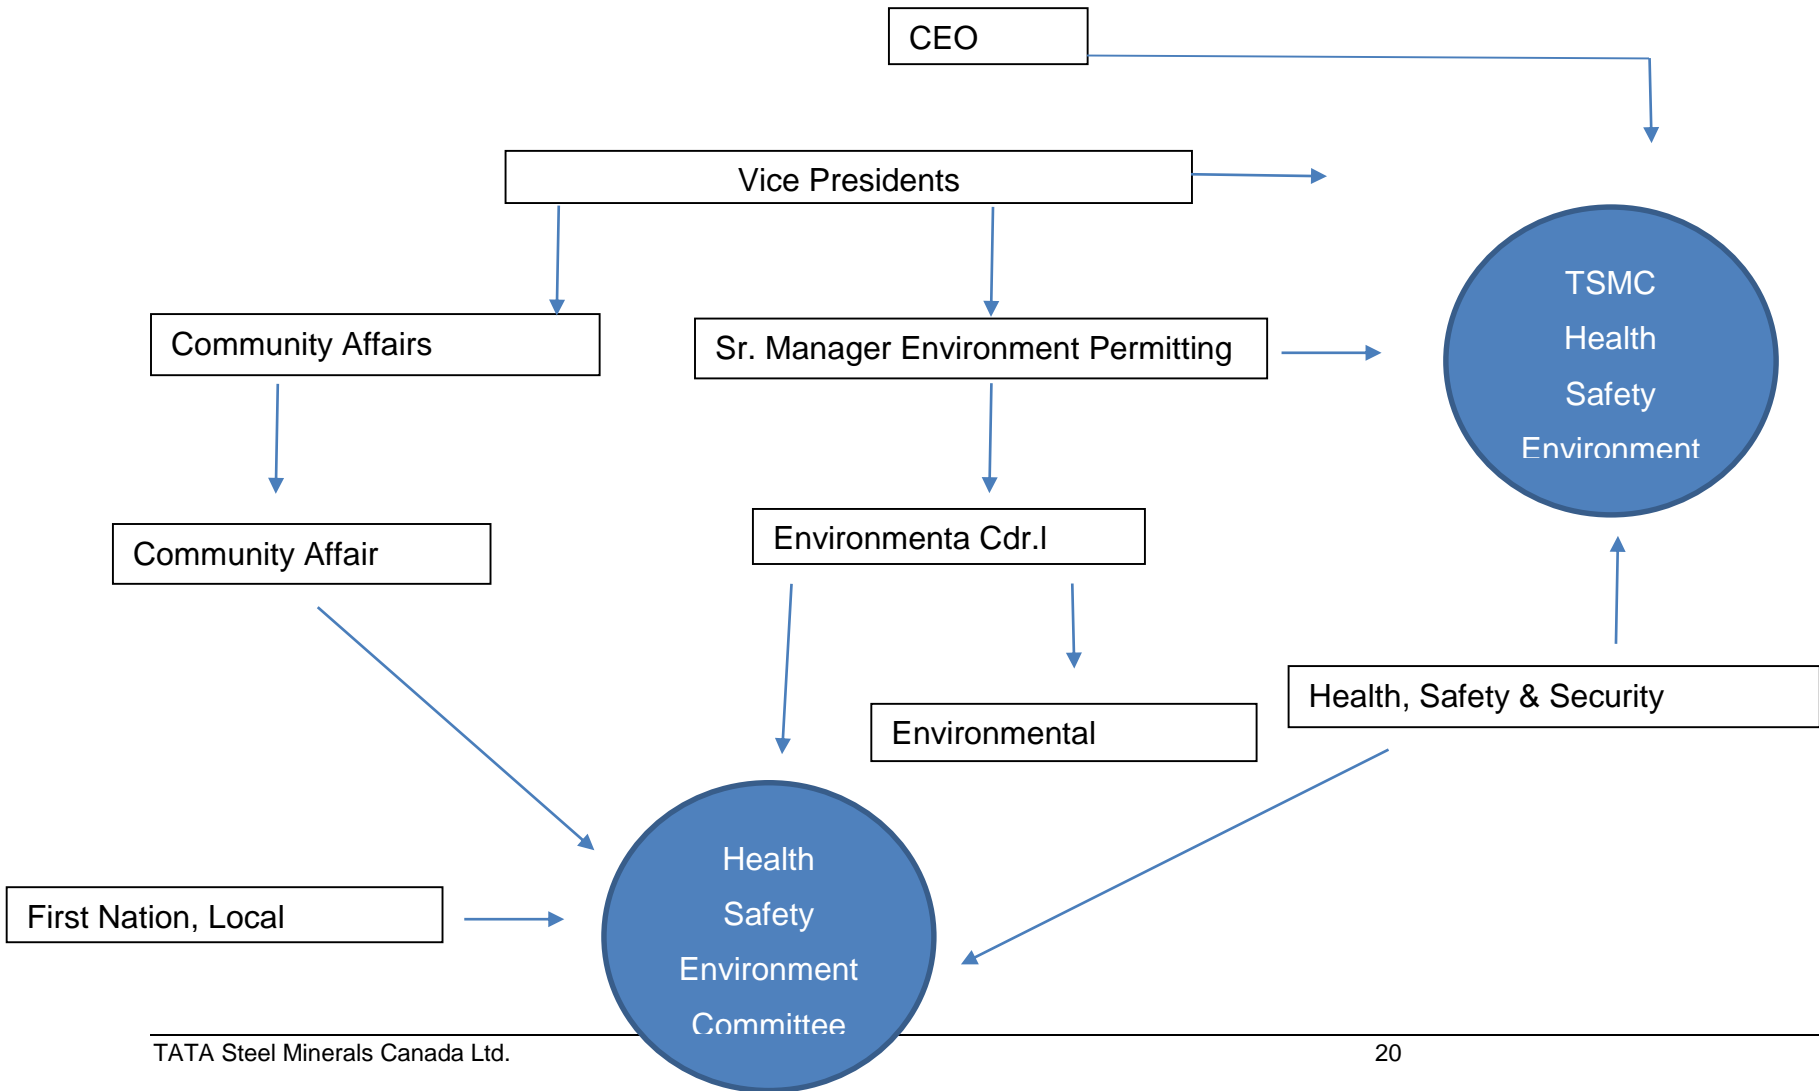 CEO
Vice Presidents
TSMC
Health
Safety
Environment
Community Affairs
Sr. Manager Environment Permitting
Community Affair
Environmenta Cdr.l
Health, Safety & Security
Environmental
First Nation, Local
Health
Safety
Environment
Committee
TATA Steel Minerals Canada Ltd. 20